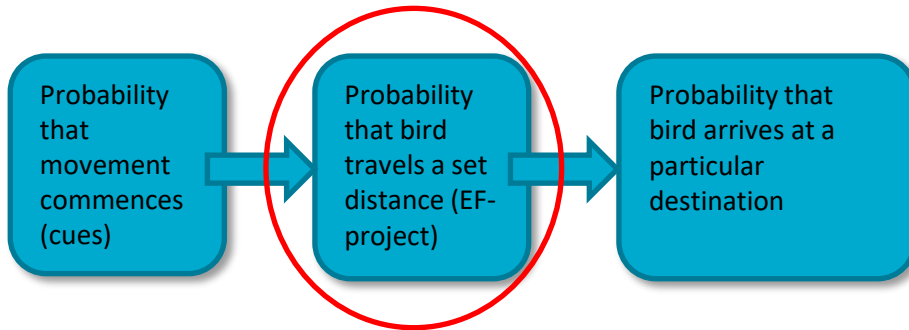 Probability
that
movement
commences
(cues)
Probability
that bird
travels a set
distance (EF-
project)
Probability that
bird arrives at a
particular
destination